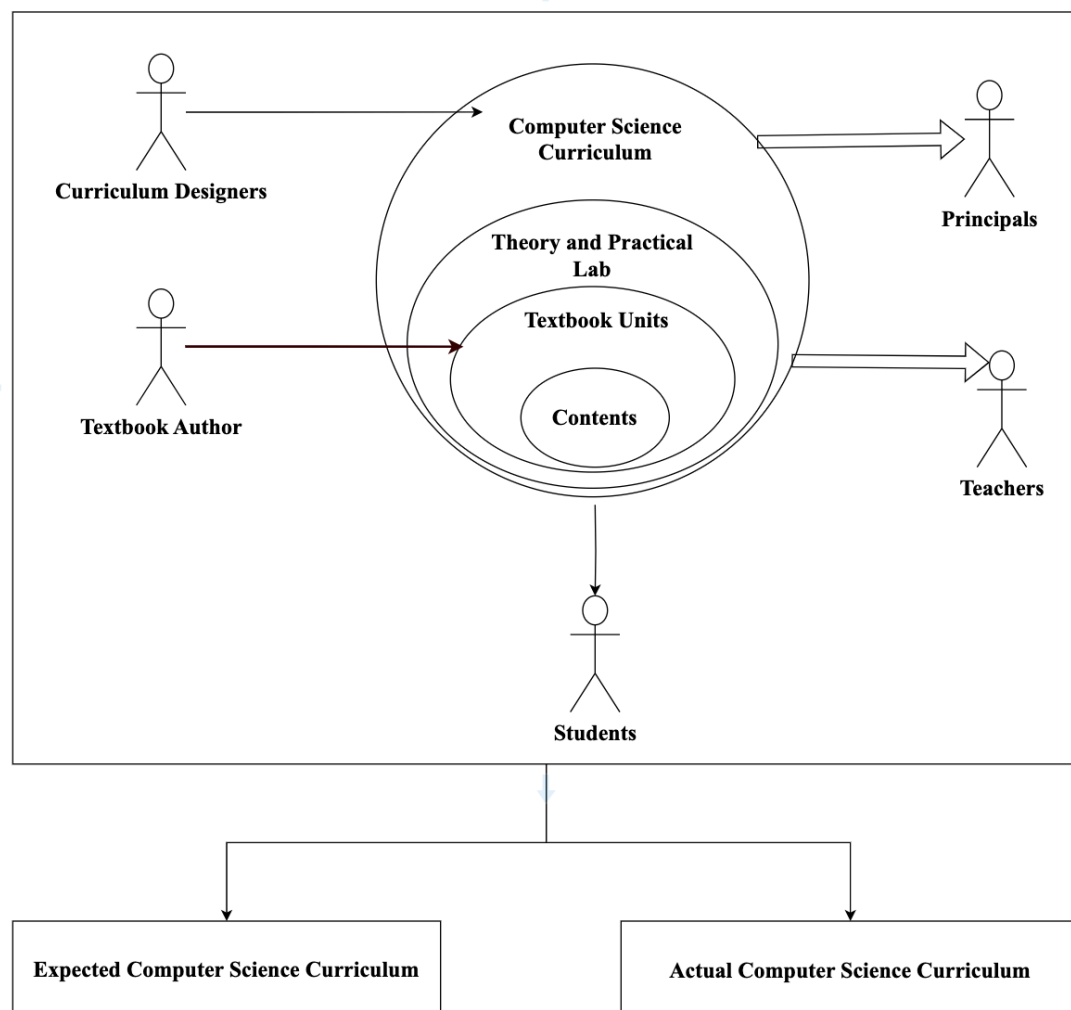 Computer Science
Curriculum
Curriculum Designers
Principals
Theory and Practical
Lab
Textbook Units
Contents
Textbook Author
Teachers
Students
Expected Computer Science Curriculum
Actual Computer Science Curriculum